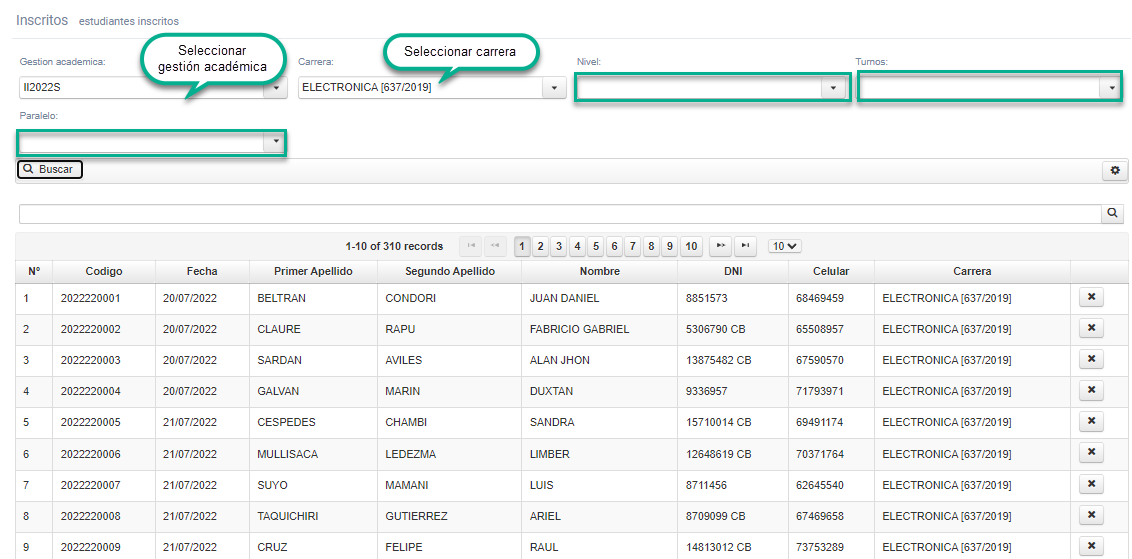 Inscritos estudiantes inscritos
Seleccionar
gestión académica
Seleccionar carrera
Gestion academica: Carrera: Nivel: Turnos:
II2022S ELECTRONICA [637/2019]
Paralelo:
Buscar
1-10 of 310 records 1 2 3 4 5 6 7 8 9 10 10
Nº Codigo Fecha Primer Apellido Segundo Apellido Nombre DNI Celular Carrera
1 2022220001 20/07/2022 BELTRAN CONDORI JUAN DANIEL 8851573 68469459 ELECTRONICA [637/2019]
2 2022220002 20/07/2022 CLAURE RAPU FABRICIO GABRIEL 5306790 CB 65508957 ELECTRONICA [637/2019]
3 2022220003 20/07/2022 SARDAN AVILES ALAN JHON 13875482 CB 67590570 ELECTRONICA [637/2019]
4 2022220004 20/07/2022 GALVAN MARIN DUXTAN 9336957 71793971 ELECTRONICA [637/2019]
5 2022220005 21/07/2022 CESPEDES CHAMBI SANDRA 15710014 CB 69491174 ELECTRONICA [637/2019]
6 2022220006 21/07/2022 MULLISACA LEDEZMA LIMBER 12648619 CB 70371764 ELECTRONICA [637/2019]
7 2022220007 21/07/2022 SUYO MAMANI LUIS 8711456 62645540 ELECTRONICA [637/2019]
8 2022220008 21/07/2022 TAQUICHIRI GUTIERREZ ARIEL 8709099 CB 67469658 ELECTRONICA [637/2019]
9 2022220009 21/07/2022 CRUZ FELIPE RAUL 14813012 CB 73753289 ELECTRONICA [637/2019]